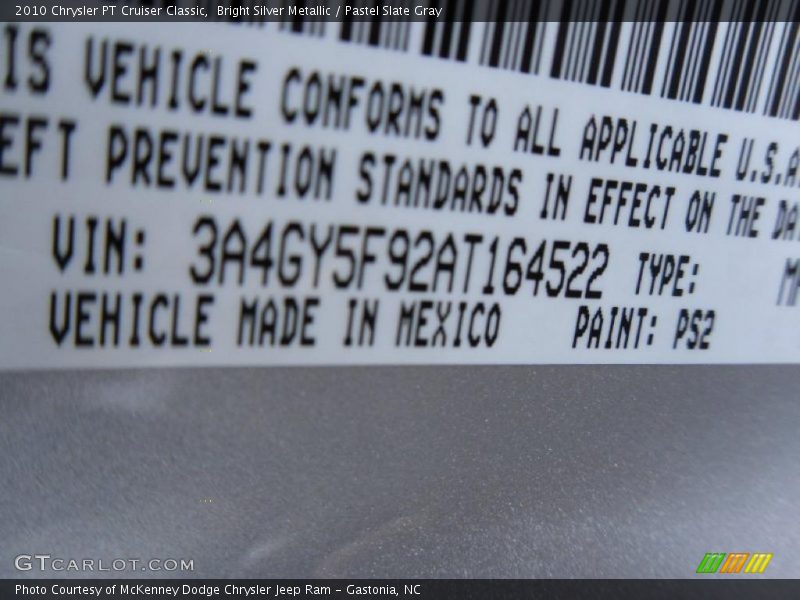 2010 Chrysler PT Cruiser Classic, Bright Silver Metallic / Pastel Slate Gray
IS VEHICLE CONFORMS TO ALL APPLICABLE U.S.A
EFT PREVENTION STANDARDS IN EFFECT ON THE DA
VIN: 3A4GY5F92AT164522 TYPE:
VEHICLE MADE IN MEXICO PAINT: PS2
GTCARLOT.COM
Photo Courtesy of McKenney Dodge Chrysler Jeep Ram – Gastonia, NC